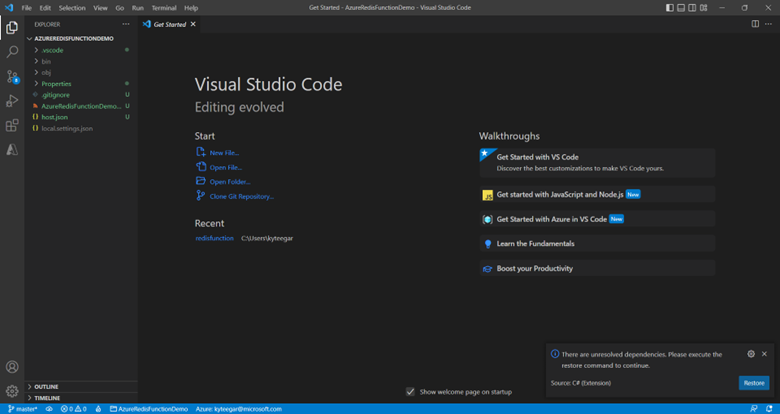 File Edit Selection View Go Run Terminal Help
Get Started - AzureRedisFunctionDemo - Visual Studio Code
EXPLORER
Get Started
AZUREREDISFUNCTIONDEMO
.vscode
bin
obj
Properties
.gitignore U
AzureRedisFunctionDemo... U
host.json U
local.settings.json
Visual Studio Code
Editing evolved
Start
New File...
Open File...
Open Folder...
Clone Git Repository...
Recent
redisfunction C:\Users\kyteegar
Walkthroughs
Get Started with VS Code
Discover the best customizations to make VS Code yours.
JS Get started with JavaScript and Node.js New
Get Started with Azure in VS Code New
Learn the Fundamentals
Boost your Productivity
There are unresolved dependencies. Please execute the
restore command to continue.
Source: C# (Extension) Restore
OUTLINE
TIMELINE
Show welcome page on startup
master* 0 0 AzureRedisFunctionDemo Azure: kyteegar@microsoft.com